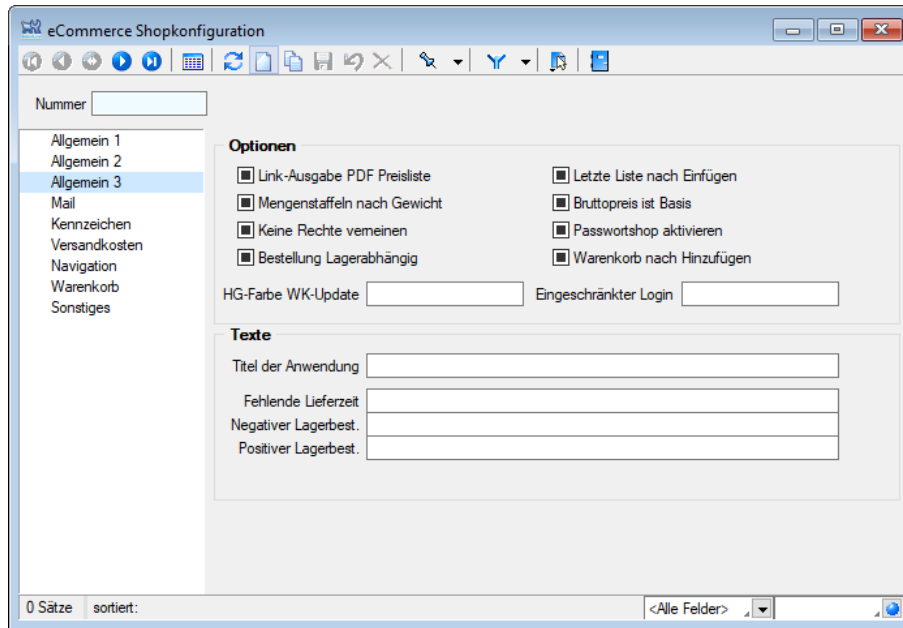 eCommerce Shopkonfiguration
Nummer
Allgemein 1
Allgemein 2
Allgemein 3
Mail
Kennzeichen
Versandkosten
Navigation
Warenkorb
Sonstiges
Optionen
Link-Ausgabe PDF Preisliste
Letzte Liste nach Einfügen
Mengenstaffeln nach Gewicht
Bruttopreis ist Basis
Keine Rechte verneinen
Passwortshop aktivieren
Bestellung Lagerabhängig
Warenkorb nach Hinzufügen
HG-Farbe WK-Update
Eingeschränkter Login
Texte
Titel der Anwendung
Fehlende Lieferzeit
Negativer Lagerbest.
Positiver Lagerbest.
0 Sätze sortiert: <Alle Felder>